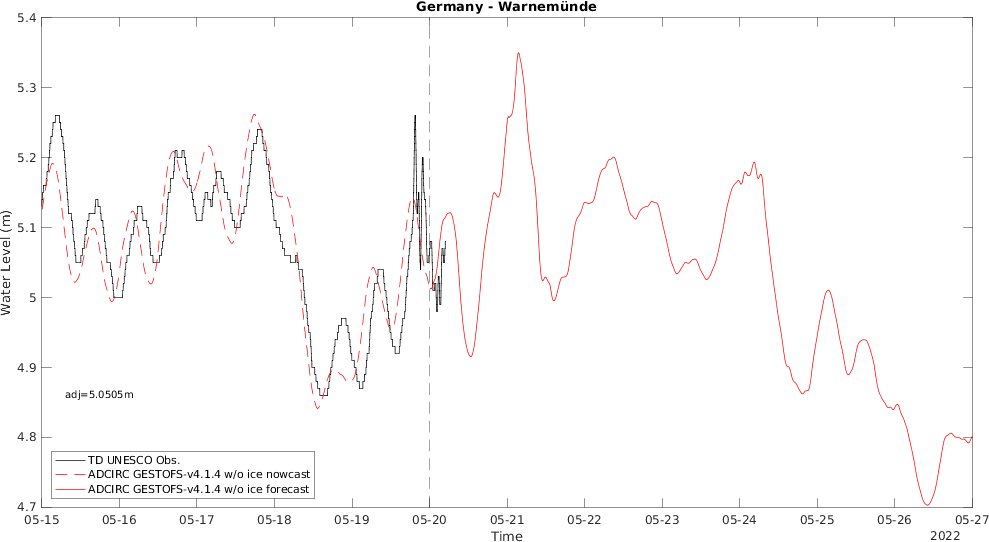 Germany - Warnemünde
5.4
5.3
5.2
5.1
5
4.9
4.8
4.7
Water Level (m)
adj=5.0505m
TD UNESCO Obs.
ADCIRC GESTOFS-v4.1.4 w/o ice nowcast
ADCIRC GESTOFS-v4.1.4 w/o ice forecast
05-15 05-16 05-17 05-18 05-19 05-20 05-21 05-22 05-23 05-24 05-25 05-26 05-27
Time
2022